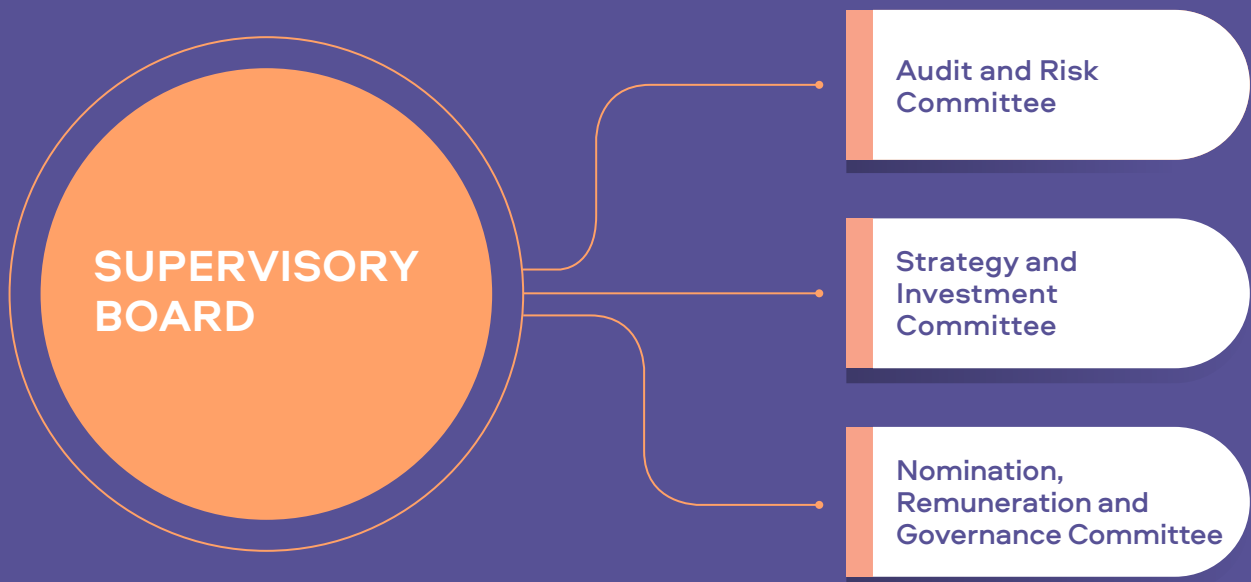 SUPERVISORY
BOARD
Audit and Risk
Committee
Strategy and
Investment
Committee
Nomination,
Remuneration and
Governance Committee